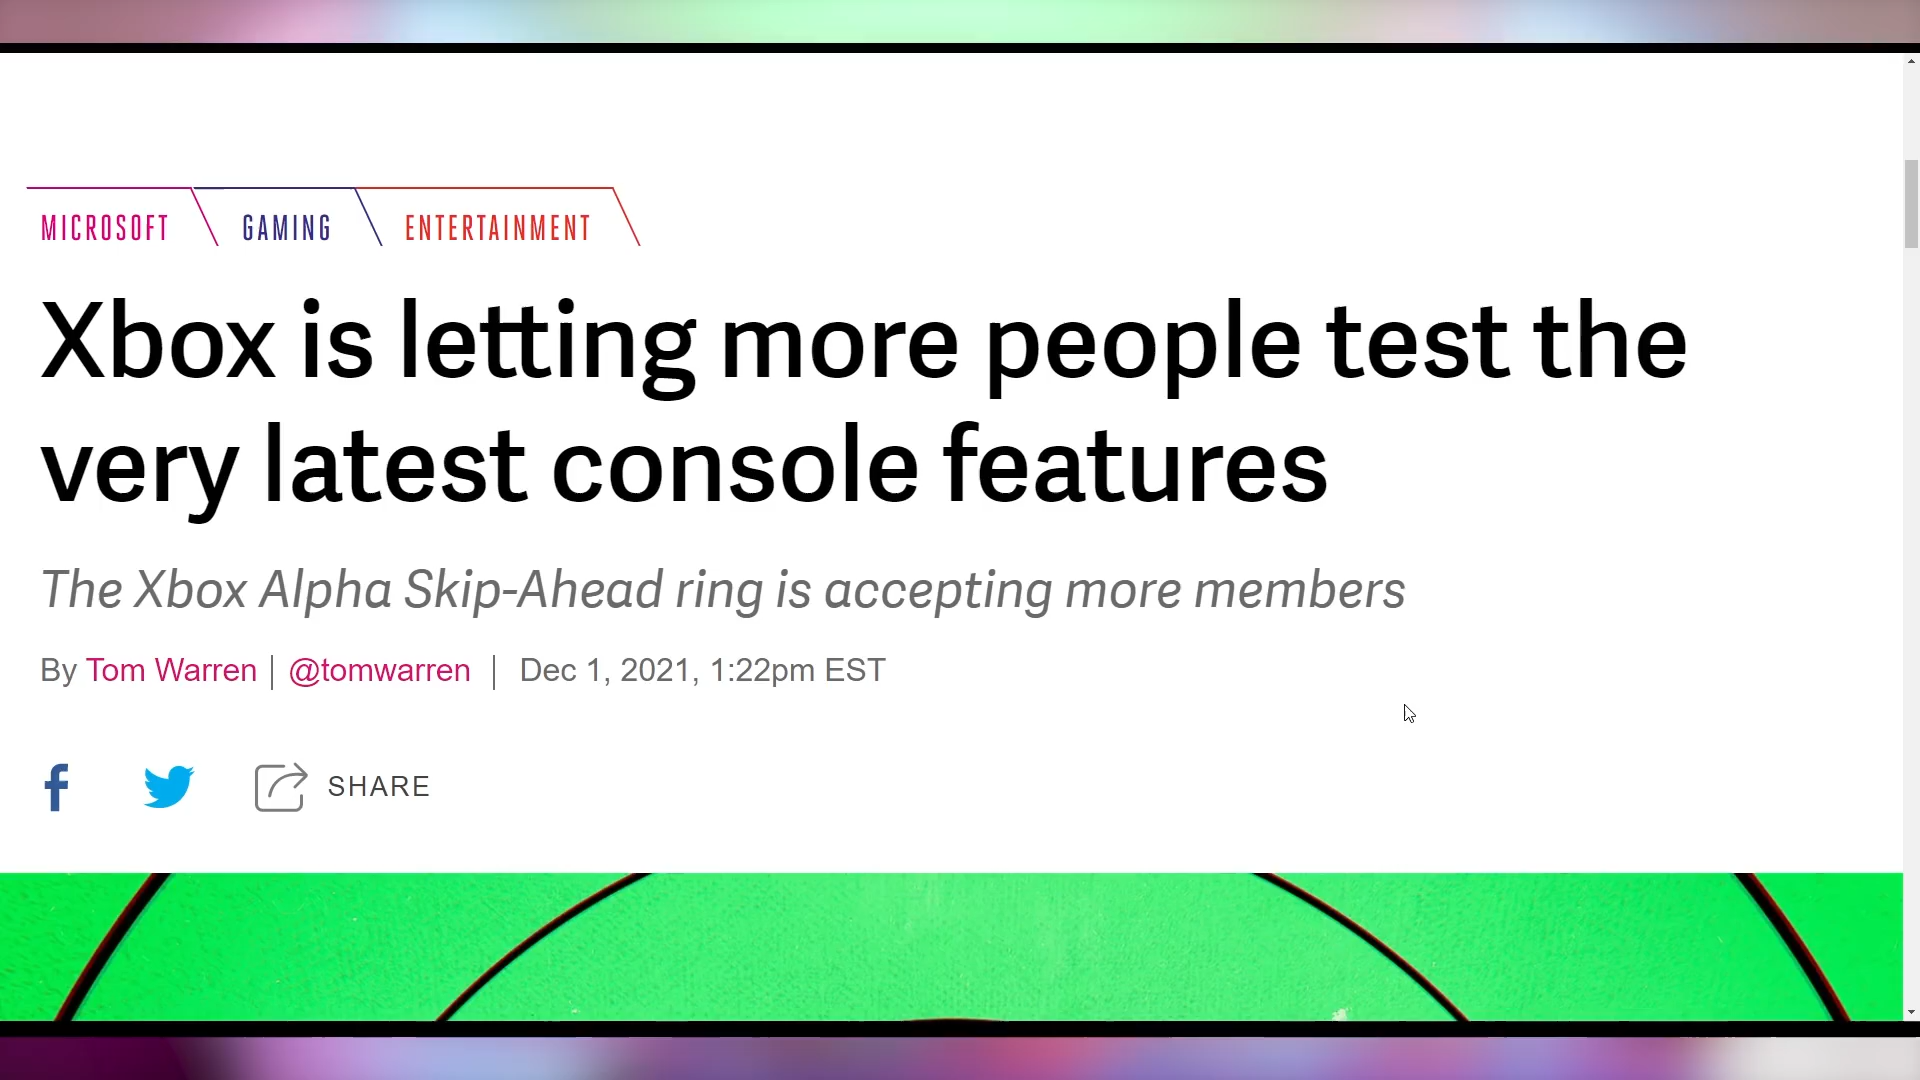 MICROSOFT GAMING ENTERTAINMENT
Xbox is letting more people test the
very latest console features
The Xbox Alpha Skip-Ahead ring is accepting more members
By Tom Warren | @tomwarren | Dec 1, 2021, 1:22pm EST
SHARE